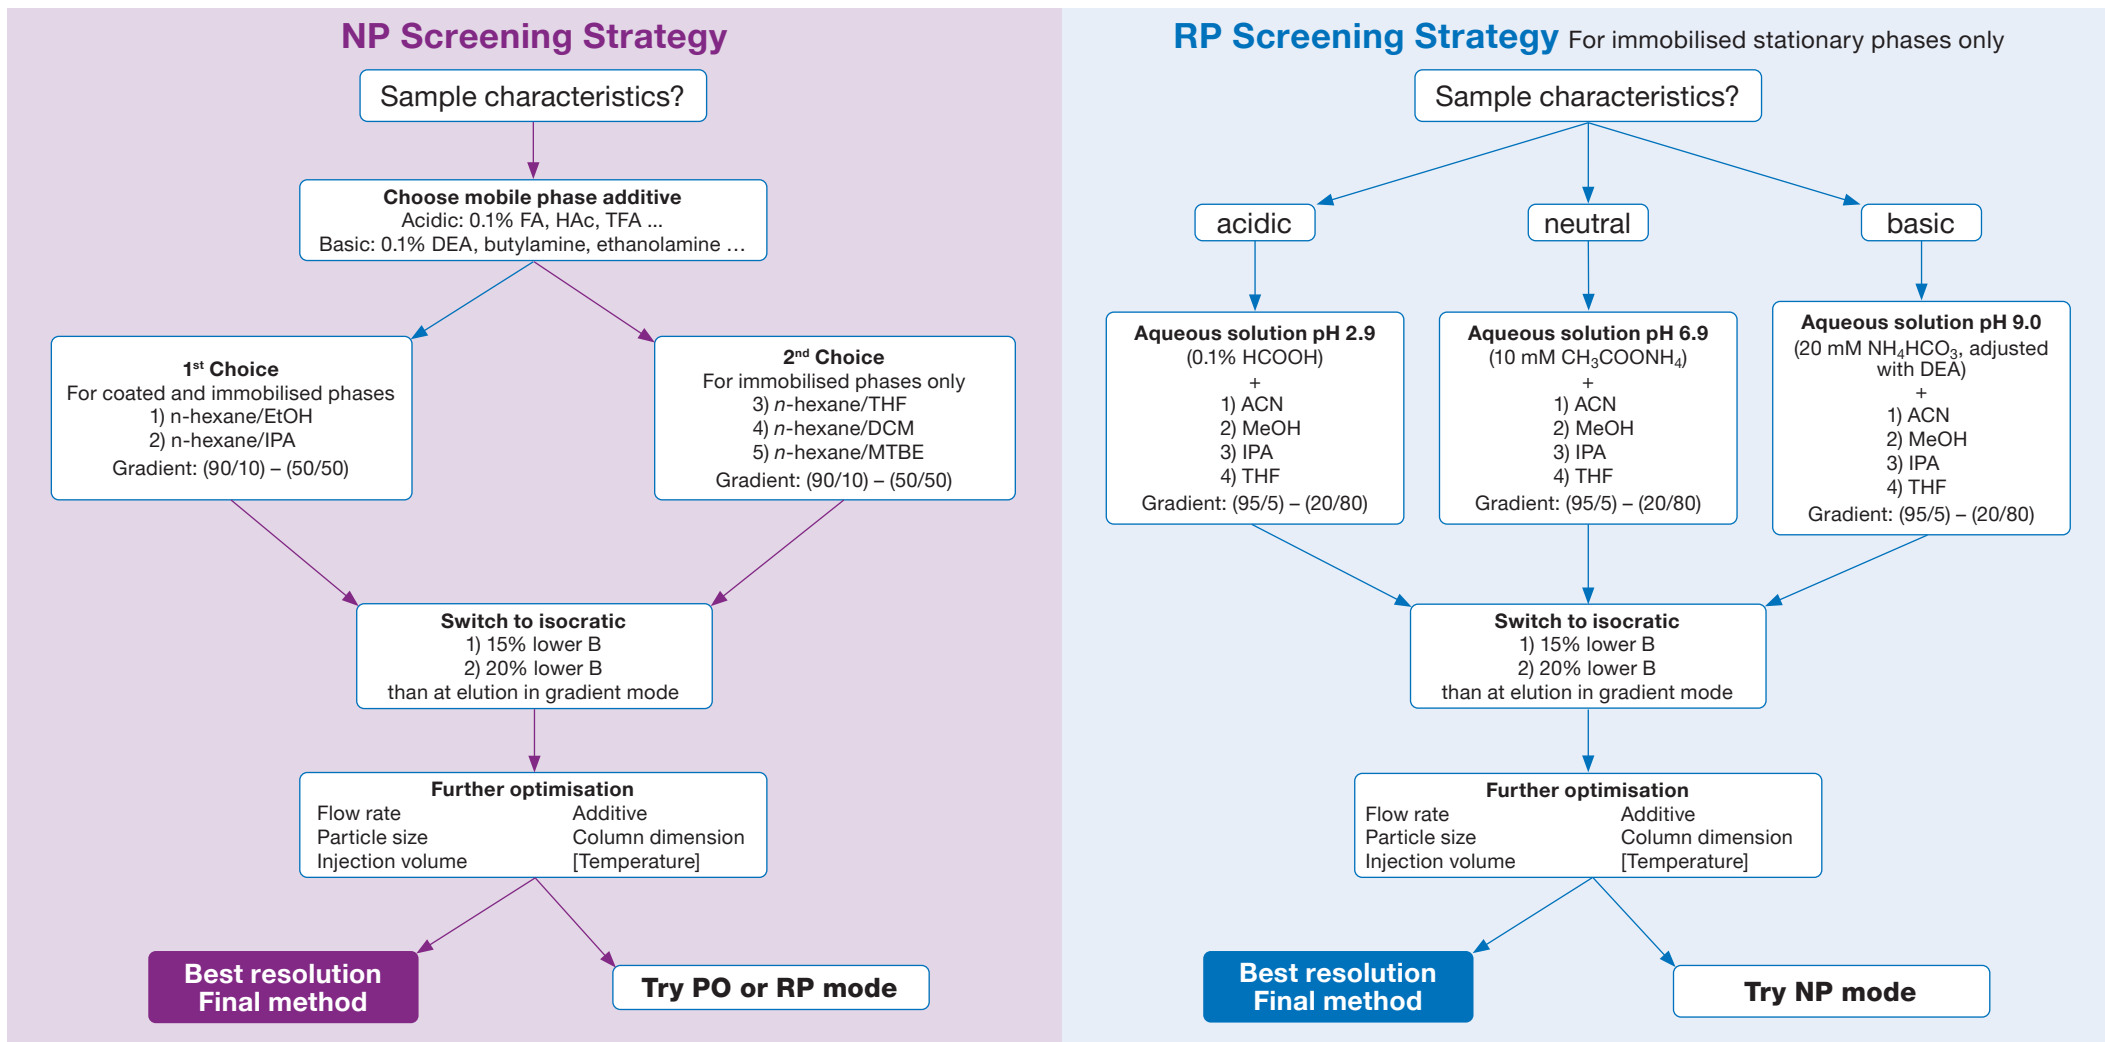 NP Screening Strategy
Sample characteristics?
Choose mobile phase additive
Acidic: 0.1% FA, HAc, TFA ...
Basic: 0.1% DEA, butylamine, ethanolamine …
1st Choice
For coated and immobilised phases
1) n-hexane/EtOH
2) n-hexane/IPA
Gradient: (90/10) – (50/50)
2nd Choice
For immobilised phases only
3) n-hexane/THF
4) n-hexane/DCM
5) n-hexane/MTBE
Gradient: (90/10) – (50/50)
Switch to isocratic
1) 15% lower B
2) 20% lower B
than at elution in gradient mode
Further optimisation
Flow rate Additive
Particle size Column dimension
Injection volume [Temperature]
Best resolution
Final method
Try PO or RP mode
RP Screening Strategy For immobilised stationary phases only
Sample characteristics?
acidic
neutral
basic
Aqueous solution pH 2.9
(0.1% HCOOH)
+
1) ACN
2) MeOH
3) IPA
4) THF
Gradient: (95/5) – (20/80)
Aqueous solution pH 6.9
(10 mM CH₃COONH₄)
+
1) ACN
2) MeOH
3) IPA
4) THF
Gradient: (95/5) – (20/80)
Aqueous solution pH 9.0
(20 mM NH₄HCO₃, adjusted
with DEA)
+
1) ACN
2) MeOH
3) IPA
4) THF
Gradient: (95/5) – (20/80)
Switch to isocratic
1) 15% lower B
2) 20% lower B
than at elution in gradient mode
Further optimisation
Flow rate Additive
Particle size Column dimension
Injection volume [Temperature]
Best resolution
Final method
Try NP mode